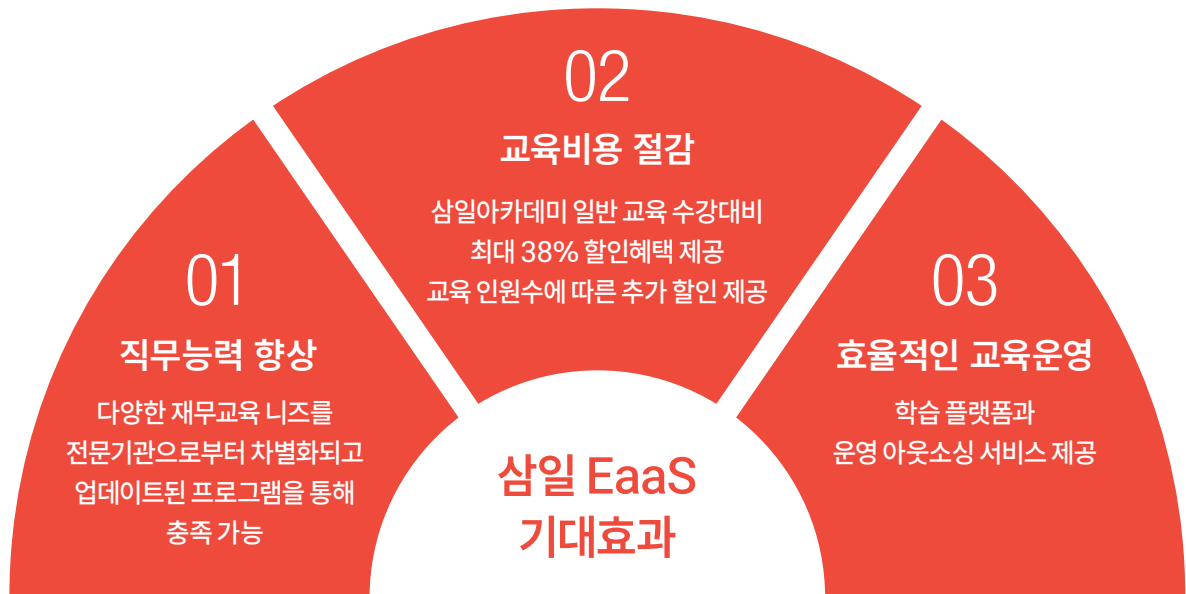 01
직무능력 향상
다양한 재무교육 니즈를
전문기관으로부터 차별화되고
업데이트된 프로그램을 통해
충족 가능
02
교육비용 절감
삼일아카데미 일반 교육 수강대비
최대 38% 할인혜택 제공
교육 인원수에 따른 추가 할인 제공
03
효율적인 교육운영
학습 플랫폼과
운영 아웃소싱 서비스 제공
삼일 EaaS
기대효과